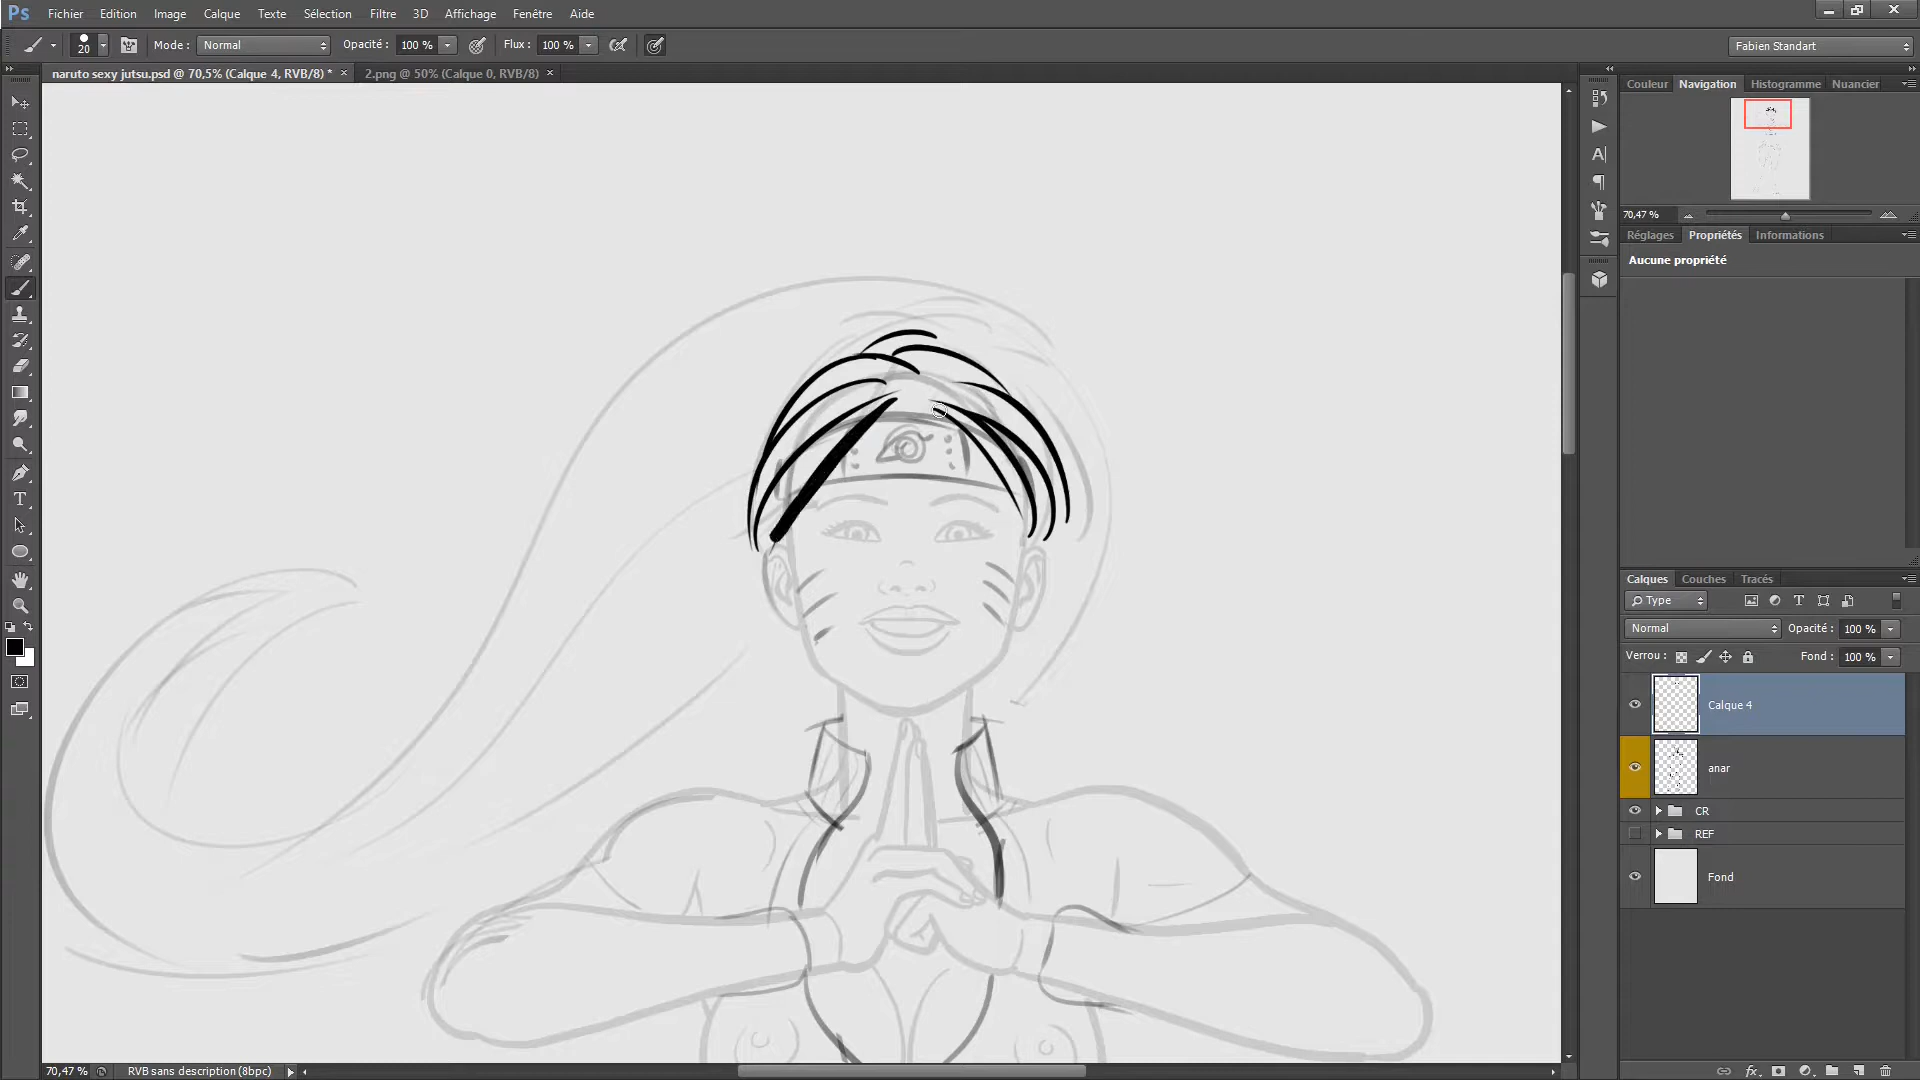 Ps Fichier Edition Image Calque Texte Sélection Filtre 3D Affichage Fenêtre Aide
20 Mode : Normal Opacité : 100 % Flux : 100 % Fabien Standart
naruto sexy jutsu.psd @ 70,5% (Calque 4, RVB/8) * × 2.png @ 50% (Calque 0, RVB/8) ×
Couleur Navigation Histogramme Nuancier
70,47 %
Réglages Propriétés Informations
Aucune propriété
Calques Couches Tracés
Type
Normal Opacité : 100 %
Verrou : Fond : 100 %
Calque 4
anar
CR
REF
Fond
70,47 % RVB sans description (8bpc)